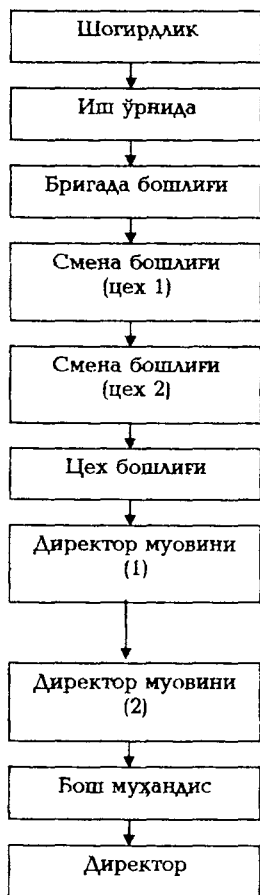 Шогирдлик
Иш ўрнида
Бригада бошлиғи
Смена бошлиғи
(цех 1)
Смена бошлиғи
(цех 2)
Цех бошлиғи
Директор муовини
(1)
Директор муовини
(2)
Бош муҳандис
Директор